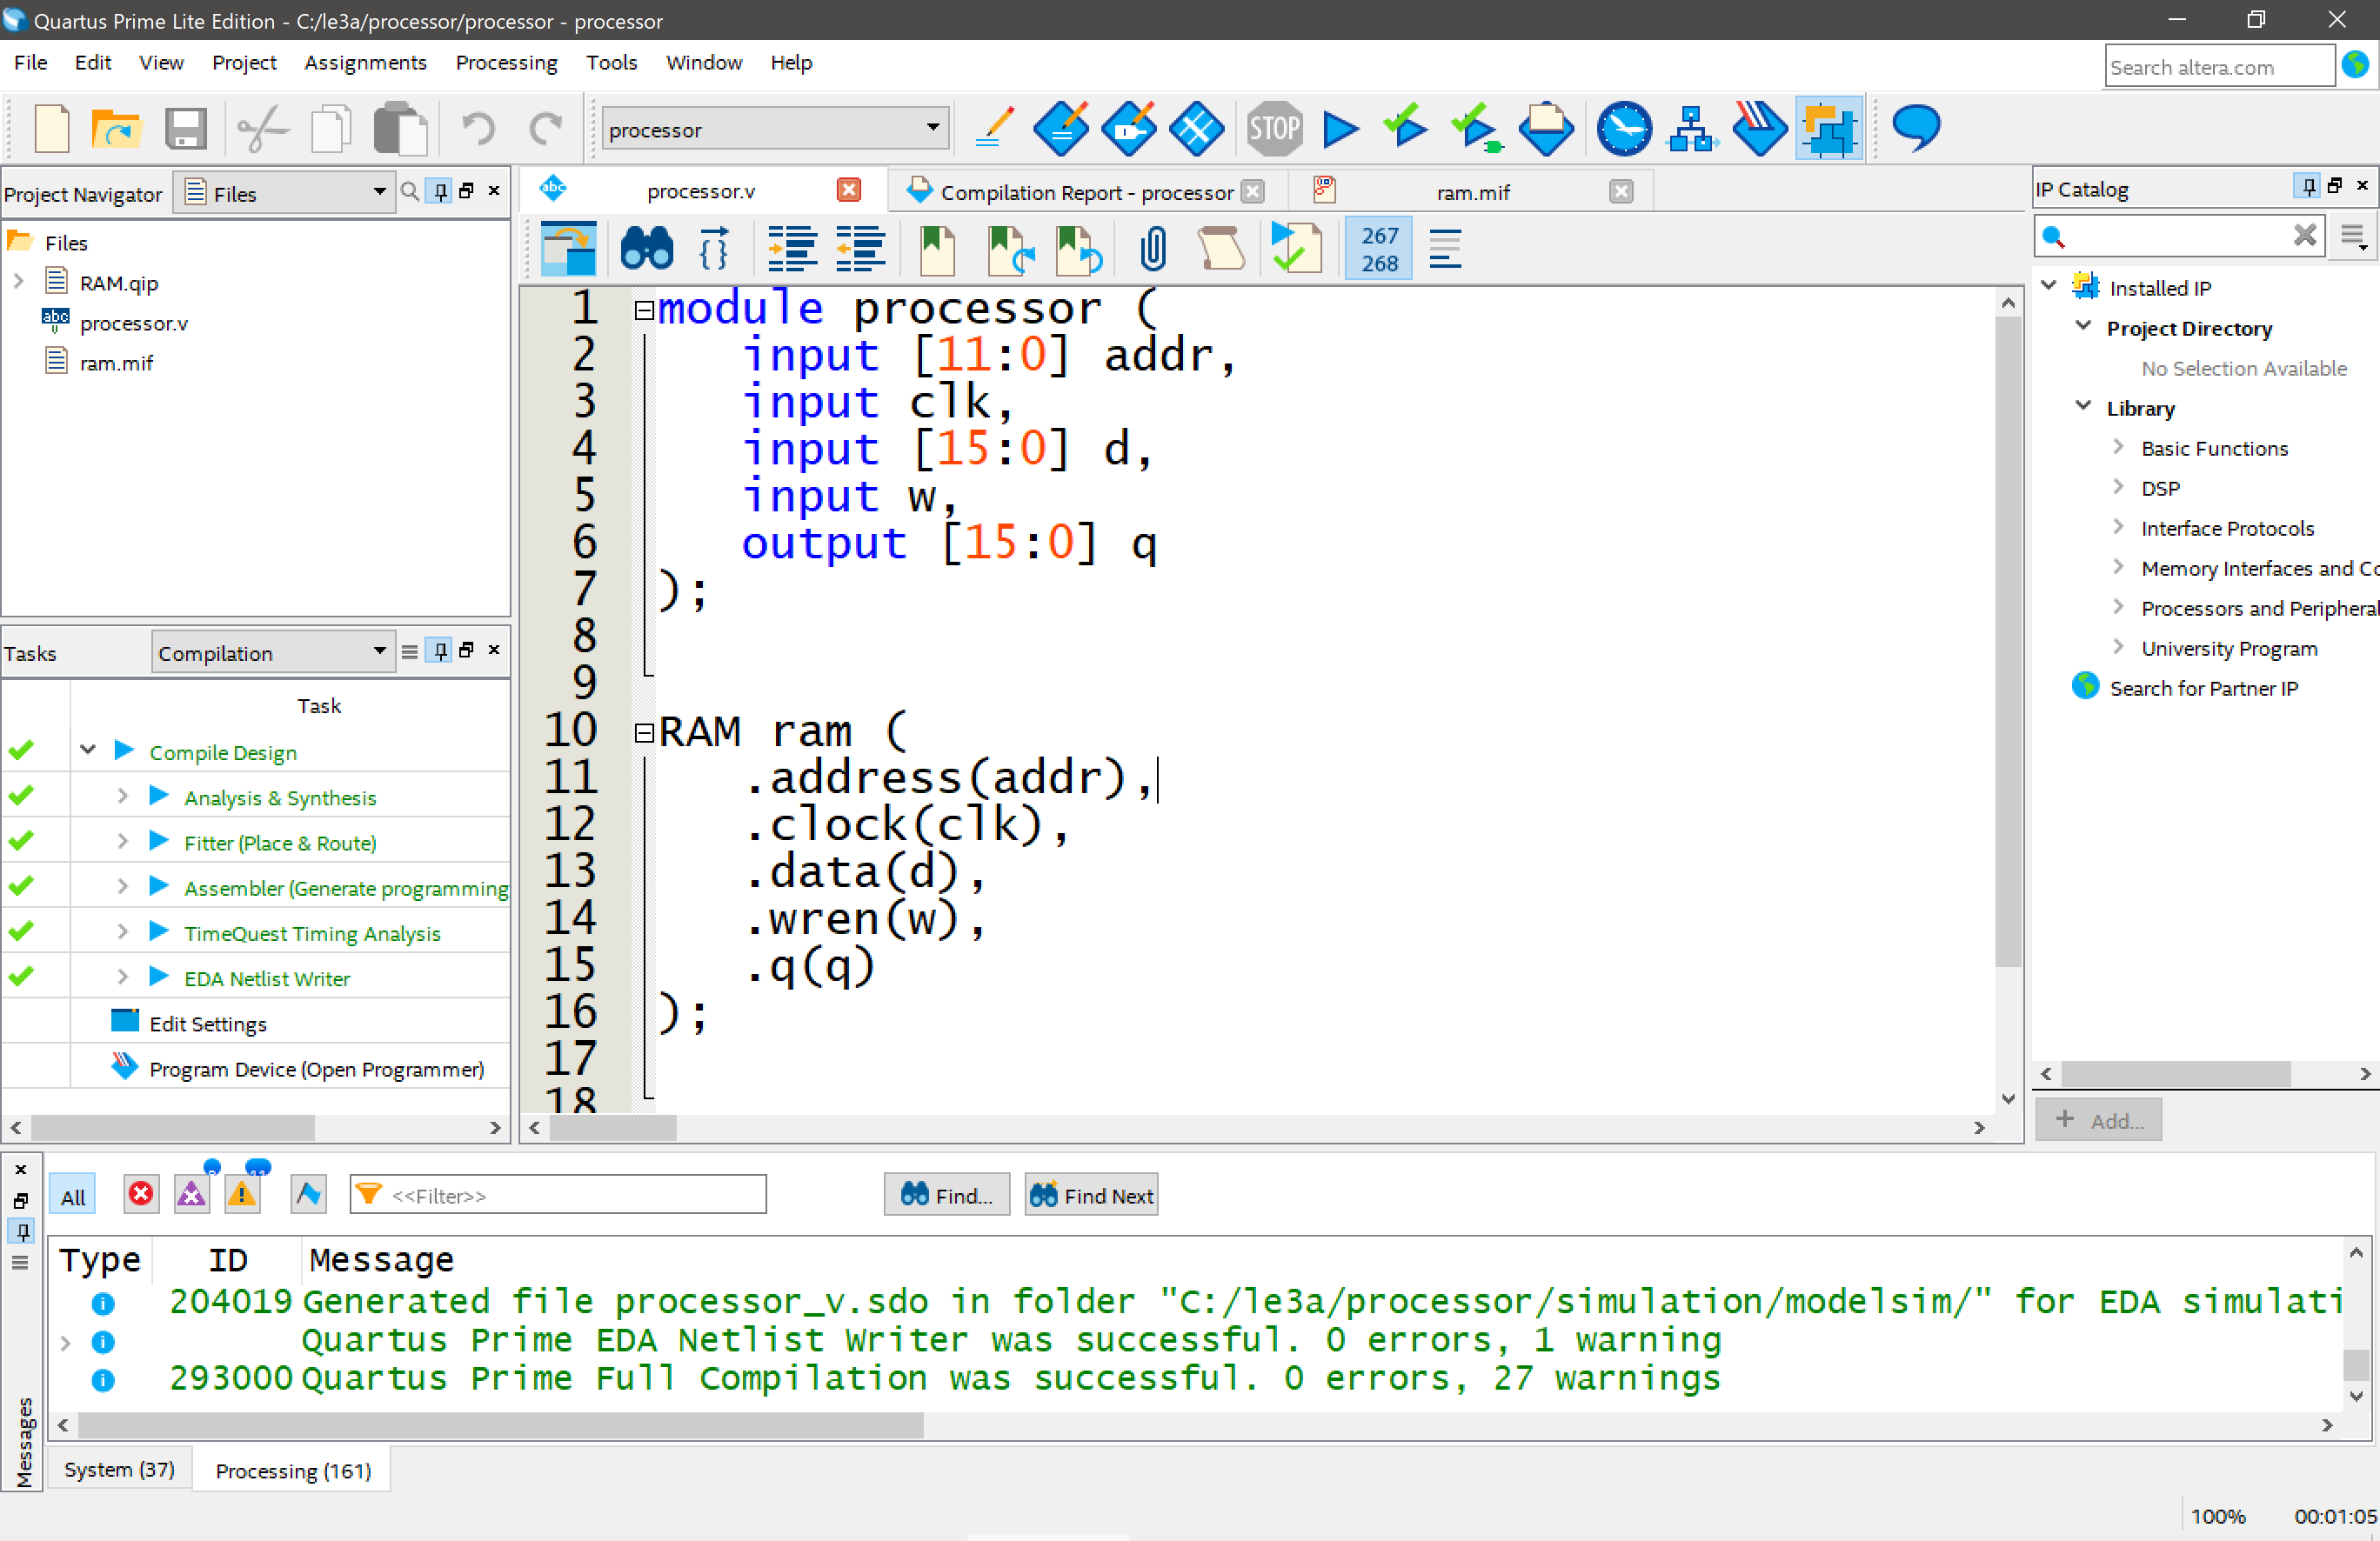 Quartus Prime Lite Edition - C:/le3a/processor/processor - processor
File Edit View Project Assignments Processing Tools Window Help
Search altera.com
processor
STOP
Project Navigator Files
Files
RAM.qip
processor.v
ram.mif
Tasks Compilation
Task
Compile Design
Analysis & Synthesis
Fitter (Place & Route)
Assembler (Generate programming
TimeQuest Timing Analysis
EDA Netlist Writer
Edit Settings
Program Device (Open Programmer)
processor.v Compilation Report - processor ram.mif
267
268
1 module processor (
2 input [11:0] addr,
3 input clk,
4 input [15:0] d,
5 input w,
6 output [15:0] q
7 );
8
9
10 RAM ram (
11 .address(addr),
12 .clock(clk),
13 .data(d),
14 .wren(w),
15 .q(q)
16 );
17
18
IP Catalog
Installed IP
Project Directory
No Selection Available
Library
Basic Functions
DSP
Interface Protocols
Memory Interfaces and Co
Processors and Peripheral
University Program
Search for Partner IP
+ Add...
All <<Filter>> Find... Find Next
Type ID Message
204019 Generated file processor_v.sdo in folder "C:/le3a/processor/simulation/modelsim/" for EDA simulati
Quartus Prime EDA Netlist Writer was successful. 0 errors, 1 warning
293000 Quartus Prime Full Compilation was successful. 0 errors, 27 warnings
Messages
System (37) Processing (161)
100% 00:01:05